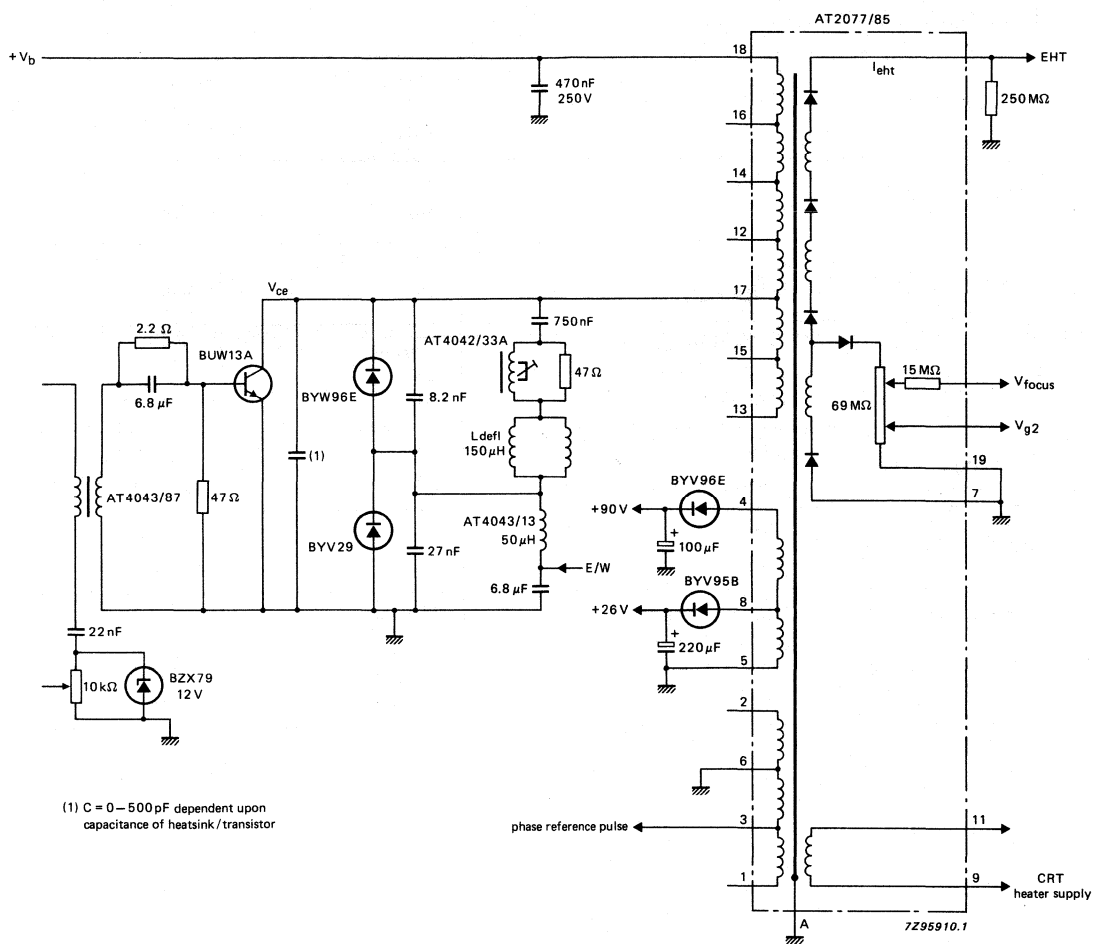 AT2077/85
+ Vb
18
Ieht
EHT
470 nF
250 V
250 MΩ
16
14
12
Vce
17
2.2 Ω
750 nF
BUW13A
AT4042/33A
15
15 MΩ
Vfocus
6.8 µF
BYW96E
8.2 nF
47 Ω
69 MΩ
13
Vg2
L defl
150 µH
(1)
19
AT4043/87
47 Ω
7
BYV96E
4
+90 V
AT4043/13
50 µH
100 µF
BYV29
27 nF
E/W
BYV95B
6.8 µF
+26 V
8
22 nF
220 µF
5
10 kΩ
BZX79
12 V
2
6
(1) C = 0 – 500 pF dependent upon
capacitance of heatsink / transistor
phase reference pulse
3
11
1
9
CRT
heater supply
A
7Z95910.1